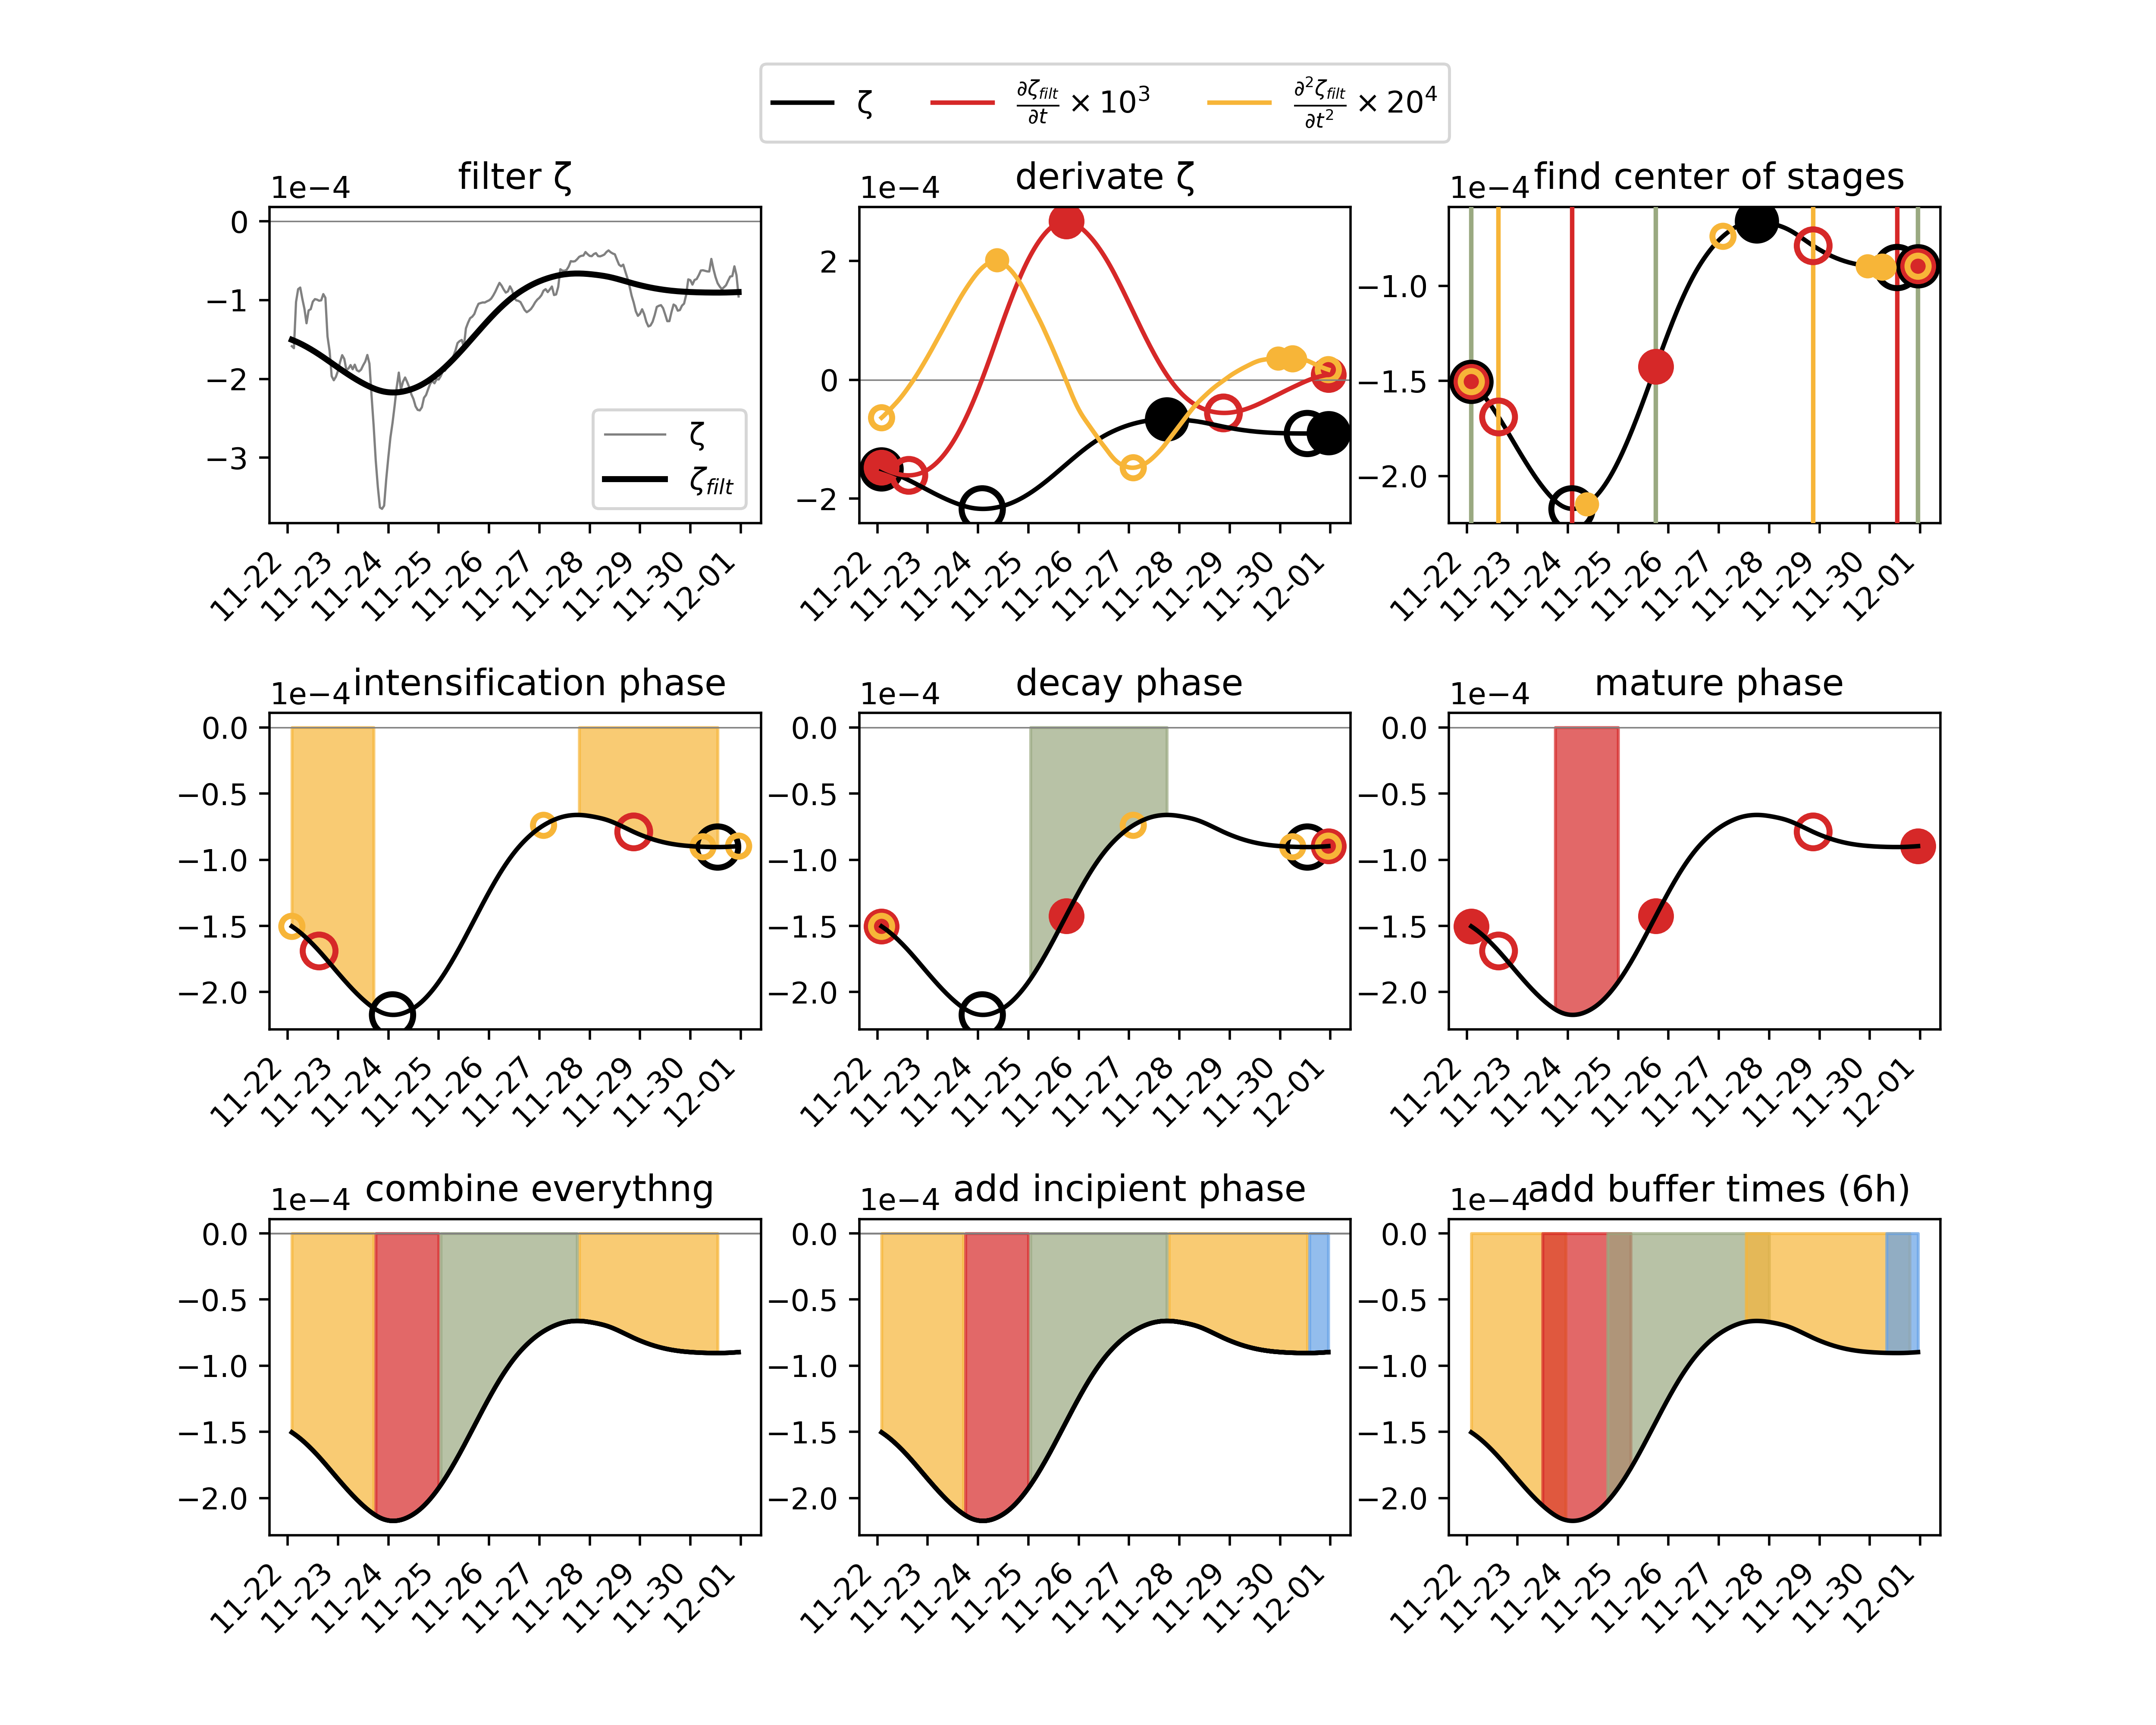 ζ ∂ζfilt/∂t × 10³ ∂²ζfilt/∂t² × 20⁴
filter ζ
1e−4
0
−1
−2
−3
ζ
ζfilt
11-22 11-23 11-24 11-25 11-26 11-27 11-28 11-29 11-30 12-01
derivate ζ
1e−4
2
0
−2
11-22 11-23 11-24 11-25 11-26 11-27 11-28 11-29 11-30 12-01
find center of stages
1e−4
−1.0
−1.5
−2.0
11-22 11-23 11-24 11-25 11-26 11-27 11-28 11-29 11-30 12-01
intensification phase
1e−4
0.0
−0.5
−1.0
−1.5
−2.0
11-22 11-23 11-24 11-25 11-26 11-27 11-28 11-29 11-30 12-01
decay phase
1e−4
0.0
−0.5
−1.0
−1.5
−2.0
11-22 11-23 11-24 11-25 11-26 11-27 11-28 11-29 11-30 12-01
mature phase
1e−4
0.0
−0.5
−1.0
−1.5
−2.0
11-22 11-23 11-24 11-25 11-26 11-27 11-28 11-29 11-30 12-01
combine everythng
1e−4
0.0
−0.5
−1.0
−1.5
−2.0
11-22 11-23 11-24 11-25 11-26 11-27 11-28 11-29 11-30 12-01
add incipient phase
1e−4
0.0
−0.5
−1.0
−1.5
−2.0
11-22 11-23 11-24 11-25 11-26 11-27 11-28 11-29 11-30 12-01
add buffer times (6h)
1e−4
0.0
−0.5
−1.0
−1.5
−2.0
11-22 11-23 11-24 11-25 11-26 11-27 11-28 11-29 11-30 12-01